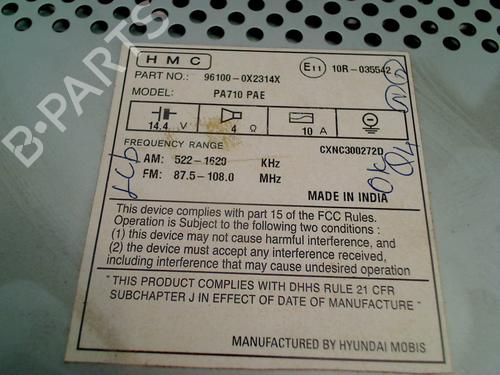 H M C
E11 10R-035542
PART NO.: 96100-0X2314X
MODEL: PA710 PAE
14.4 V 4 Ω 10 A
FREQUENCY RANGE CXNC300272D
AM: 522-1620 KHz
FM: 87.5-108.0 MHz
MADE IN INDIA
LCD
OK
This device complies with part 15 of the FCC Rules.
Operation is Subject to the following two conditions :
(1) this device may not cause harmful interference, and
(2) the device must accept any interference received,
including interference that may cause undesired operation
"THIS PRODUCT COMPLIES WITH DHHS RULE 21 CFR
SUBCHAPTER J IN EFFECT OF DATE OF MANUFACTURE"
MANUFACTURED BY HYUNDAI MOBIS
B-PARTS